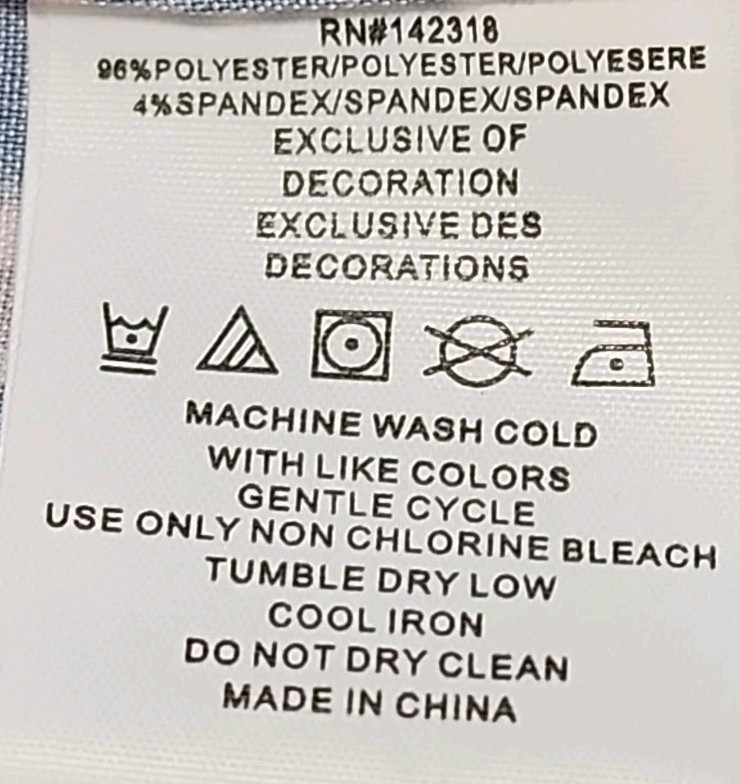 RN#142318
96%POLYESTER/POLYESTER/POLYESERE
4%SPANDEX/SPANDEX/SPANDEX
EXCLUSIVE OF
DECORATION
EXCLUSIVE DES
DECORATIONS
MACHINE WASH COLD
WITH LIKE COLORS
GENTLE CYCLE
USE ONLY NON CHLORINE BLEACH
TUMBLE DRY LOW
COOL IRON
DO NOT DRY CLEAN
MADE IN CHINA